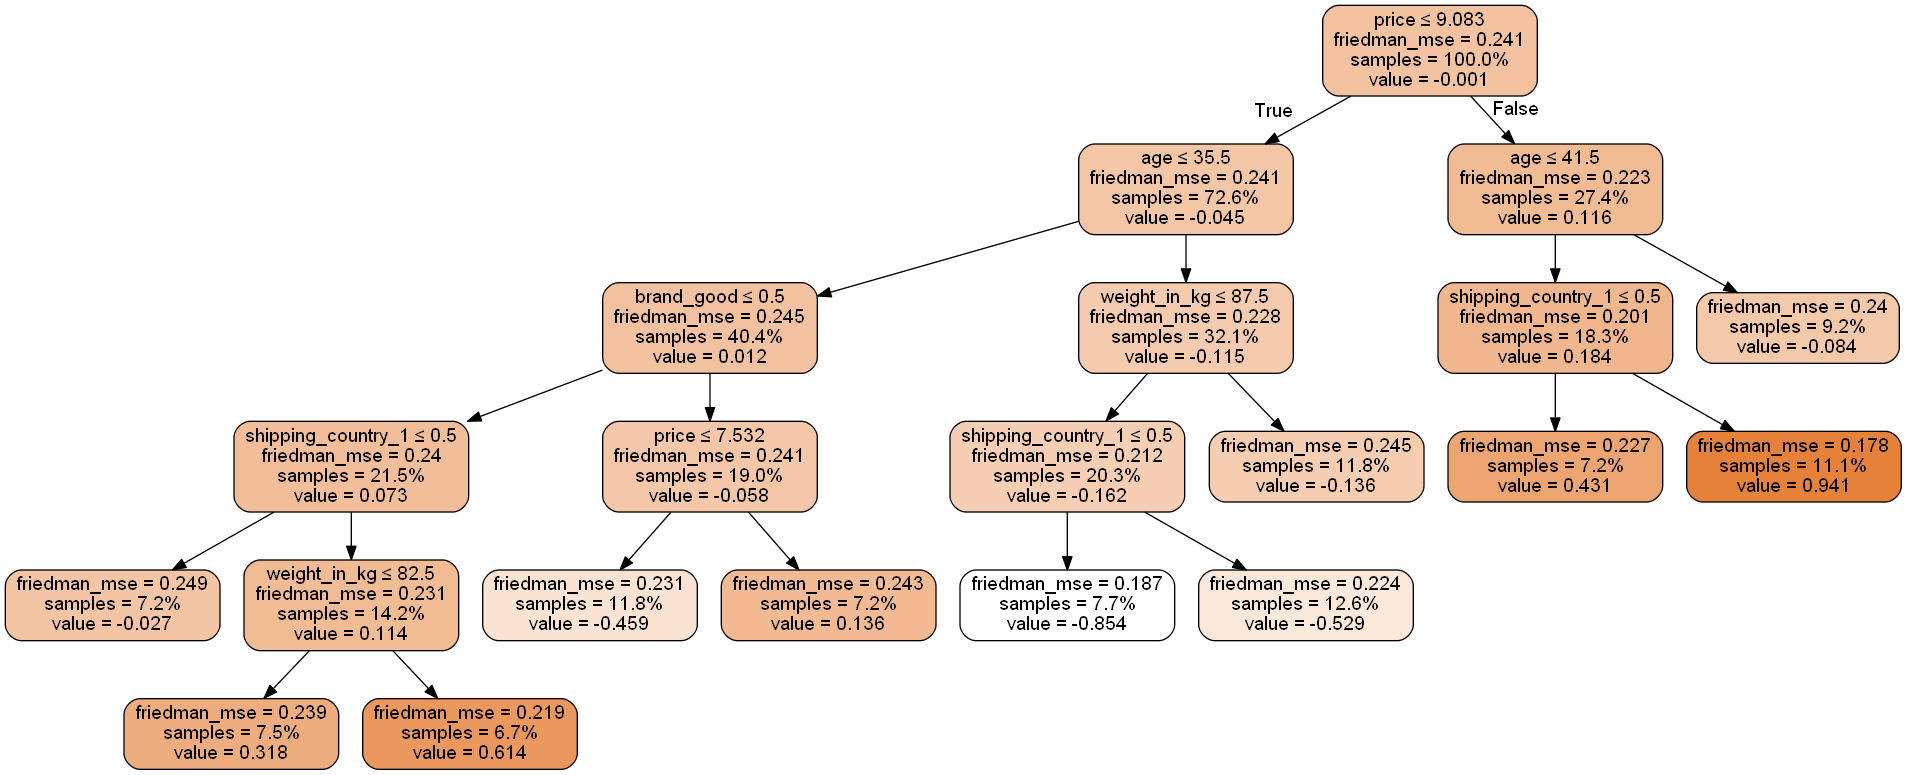 price ≤ 9.083
friedman_mse = 0.241
samples = 100.0%
value = -0.001
True
False
age ≤ 35.5
friedman_mse = 0.241
samples = 72.6%
value = -0.045
age ≤ 41.5
friedman_mse = 0.223
samples = 27.4%
value = 0.116
brand_good ≤ 0.5
friedman_mse = 0.245
samples = 40.4%
value = 0.012
weight_in_kg ≤ 87.5
friedman_mse = 0.228
samples = 32.1%
value = -0.115
shipping_country_1 ≤ 0.5
friedman_mse = 0.201
samples = 18.3%
value = 0.184
friedman_mse = 0.24
samples = 9.2%
value = -0.084
shipping_country_1 ≤ 0.5
friedman_mse = 0.24
samples = 21.5%
value = 0.073
price ≤ 7.532
friedman_mse = 0.241
samples = 19.0%
value = -0.058
shipping_country_1 ≤ 0.5
friedman_mse = 0.212
samples = 20.3%
value = -0.162
friedman_mse = 0.245
samples = 11.8%
value = -0.136
friedman_mse = 0.227
samples = 7.2%
value = 0.431
friedman_mse = 0.178
samples = 11.1%
value = 0.941
friedman_mse = 0.249
samples = 7.2%
value = -0.027
weight_in_kg ≤ 82.5
friedman_mse = 0.231
samples = 14.2%
value = 0.114
friedman_mse = 0.231
samples = 11.8%
value = -0.459
friedman_mse = 0.243
samples = 7.2%
value = 0.136
friedman_mse = 0.187
samples = 7.7%
value = -0.854
friedman_mse = 0.224
samples = 12.6%
value = -0.529
friedman_mse = 0.239
samples = 7.5%
value = 0.318
friedman_mse = 0.219
samples = 6.7%
value = 0.614